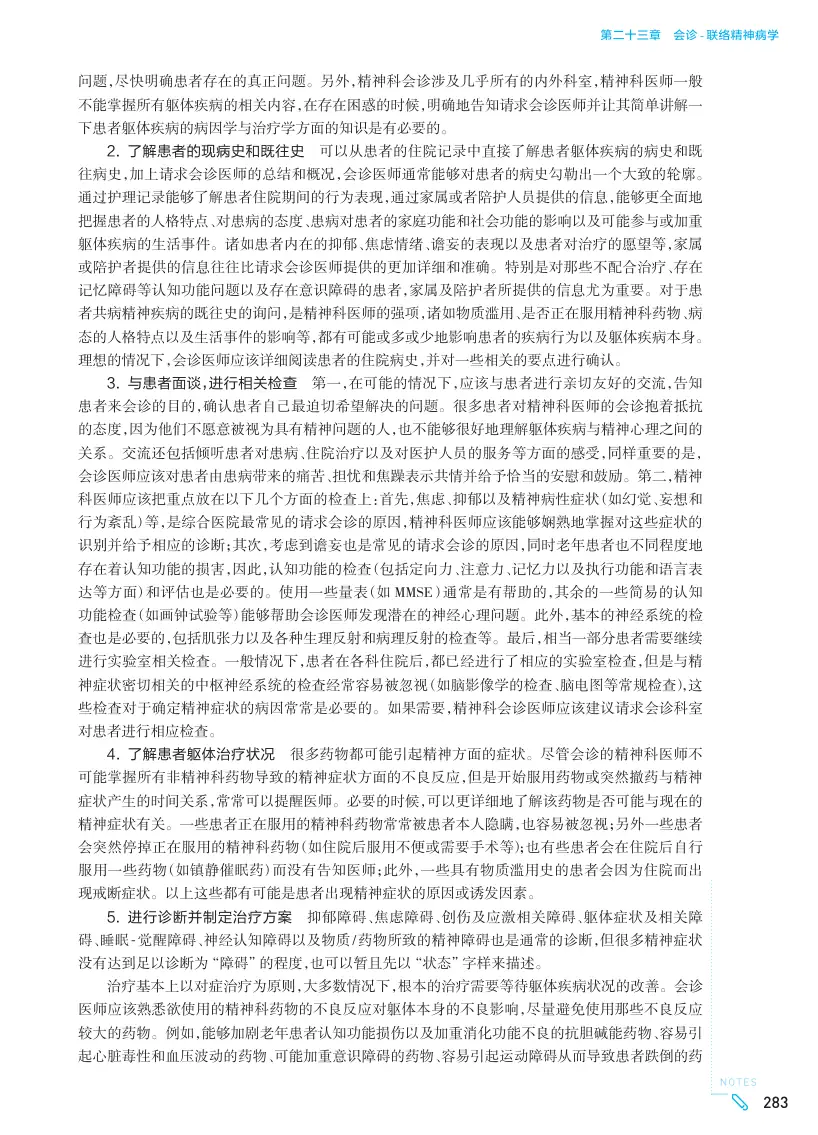 第二十三章 会诊-联络精神病学
问题,尽快明确患者存在的真正问题。另外,精神科会诊涉及几乎所有的内外科室,精神科医师一般
不能掌握所有躯体疾病的相关内容,在存在困惑的时候,明确地告知请求会诊医师并让其简单讲解一
下患者躯体疾病的病因学与治疗学方面的知识是有必要的。
2. 了解患者的现病史和既往史 可以从患者的住院记录中直接了解患者躯体疾病的病史和既
往病史,加上请求会诊医师的总结和概况,会诊医师通常能够对患者的病史勾勒出一个大致的轮廓。
通过护理记录能够了解患者住院期间的行为表现,通过家属或者陪护人员提供的信息,能够更全面地
把握患者的人格特点、对患病的态度、患病对患者的家庭功能和社会功能的影响以及可能参与或加重
躯体疾病的生活事件。诸如患者内在的抑郁、焦虑情绪、谵妄的表现以及患者对治疗的愿望等,家属
或陪护者提供的信息往往比请求会诊医师提供的更加详细和准确。特别是对那些不配合治疗、存在
记忆障碍等认知功能问题以及存在意识障碍的患者,家属及陪护者所提供的信息尤为重要。对于患
者共病精神疾病的既往史的询问,是精神科医师的强项,诸如物质滥用、是否正在服用精神科药物、病
态的人格特点以及生活事件的影响等,都有可能或多或少地影响患者的疾病行为以及躯体疾病本身。
理想的情况下,会诊医师应该详细阅读患者的住院病史,并对一些相关的要点进行确认。
3. 与患者面谈,进行相关检查 第一,在可能的情况下,应该与患者进行亲切友好的交流,告知
患者来会诊的目的,确认患者自己最迫切希望解决的问题。很多患者对精神科医师的会诊抱着抵抗
的态度,因为他们不愿意被视为具有精神问题的人,也不能够很好地理解躯体疾病与精神心理之间的
关系。交流还包括倾听患者对患病、住院治疗以及对医护人员的服务等方面的感受,同样重要的是,
会诊医师应该对患者由患病带来的痛苦、担忧和焦躁表示共情并给予恰当的安慰和鼓励。第二,精神
科医师应该把重点放在以下几个方面的检查上:首先,焦虑、抑郁以及精神病性症状(如幻觉、妄想和
行为紊乱)等,是综合医院最常见的请求会诊的原因,精神科医师应该能够娴熟地掌握对这些症状的
识别并给予相应的诊断;其次,考虑到谵妄也是常见的请求会诊的原因,同时老年患者也不同程度地
存在着认知功能的损害,因此,认知功能的检查(包括定向力、注意力、记忆力以及执行功能和语言表
达等方面)和评估也是必要的。使用一些量表(如 MMSE)通常是有帮助的,其余的一些简易的认知
功能检查(如画钟试验等)能够帮助会诊医师发现潜在的神经心理问题。此外,基本的神经系统的检
查也是必要的,包括肌张力以及各种生理反射和病理反射的检查等。最后,相当一部分患者需要继续
进行实验室相关检查。一般情况下,患者在各科住院后,都已经进行了相应的实验室检查,但是与精
神症状密切相关的中枢神经系统的检查经常容易被忽视(如脑影像学的检查、脑电图等常规检查),这
些检查对于确定精神症状的病因常常是必要的。如果需要,精神科会诊医师应该建议请求会诊科室
对患者进行相应检查。
4. 了解患者躯体治疗状况 很多药物都可能引起精神方面的症状。尽管会诊的精神科医师不
可能掌握所有非精神科药物导致的精神症状方面的不良反应,但是开始服用药物或突然撤药与精神
症状产生的时间关系,常常可以提醒医师。必要的时候,可以更详细地了解该药物是否可能与现在的
精神症状有关。一些患者正在服用的精神科药物常常被患者本人隐瞒,也容易被忽视;另外一些患者
会突然停掉正在服用的精神科药物(如住院后服用不便或需要手术等);也有些患者会在住院后自行
服用一些药物(如镇静催眠药)而没有告知医师;此外,一些具有物质滥用史的患者会因为住院而出
现戒断症状。以上这些都有可能是患者出现精神症状的原因或诱发因素。
5. 进行诊断并制定治疗方案 抑郁障碍、焦虑障碍、创伤及应激相关障碍、躯体症状及相关障
碍、睡眠-觉醒障碍、神经认知障碍以及物质/药物所致的精神障碍也是通常的诊断,但很多精神症状
没有达到足以诊断为“障碍”的程度,也可以暂且先以“状态”字样来描述。
治疗基本上以对症治疗为原则,大多数情况下,根本的治疗需要等待躯体疾病状况的改善。会诊
医师应该熟悉欲使用的精神科药物的不良反应对躯体本身的不良影响,尽量避免使用那些不良反应
较大的药物。例如,能够加剧老年患者认知功能损伤以及加重消化功能不良的抗胆碱能药物、容易引
起心脏毒性和血压波动的药物、可能加重意识障碍的药物、容易引起运动障碍从而导致患者跌倒的药
NOTES
283